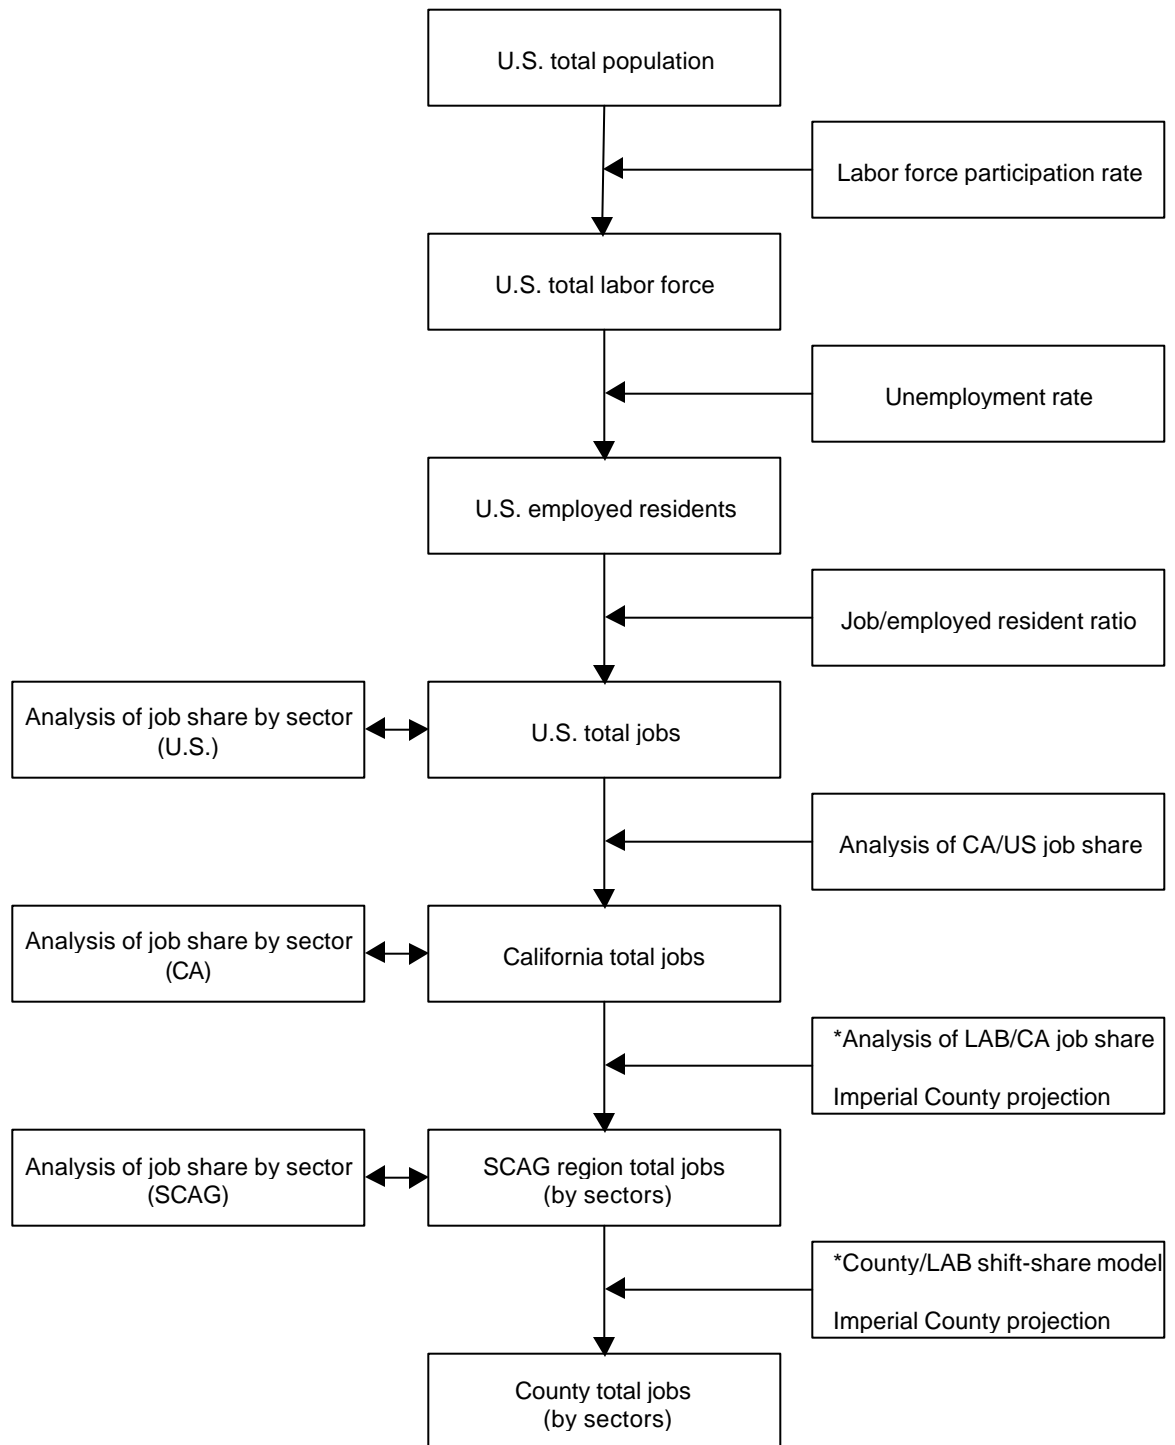 U.S. total population
Labor force participation rate
U.S. total labor force
Unemployment rate
U.S. employed residents
Job/employed resident ratio
Analysis of job share by sector
(U.S.)
U.S. total jobs
Analysis of CA/US job share
Analysis of job share by sector
(CA)
California total jobs
*Analysis of LAB/CA job share
Imperial County projection
Analysis of job share by sector
(SCAG)
SCAG region total jobs
(by sectors)
*County/LAB shift-share model
Imperial County projection
County total jobs
(by sectors)